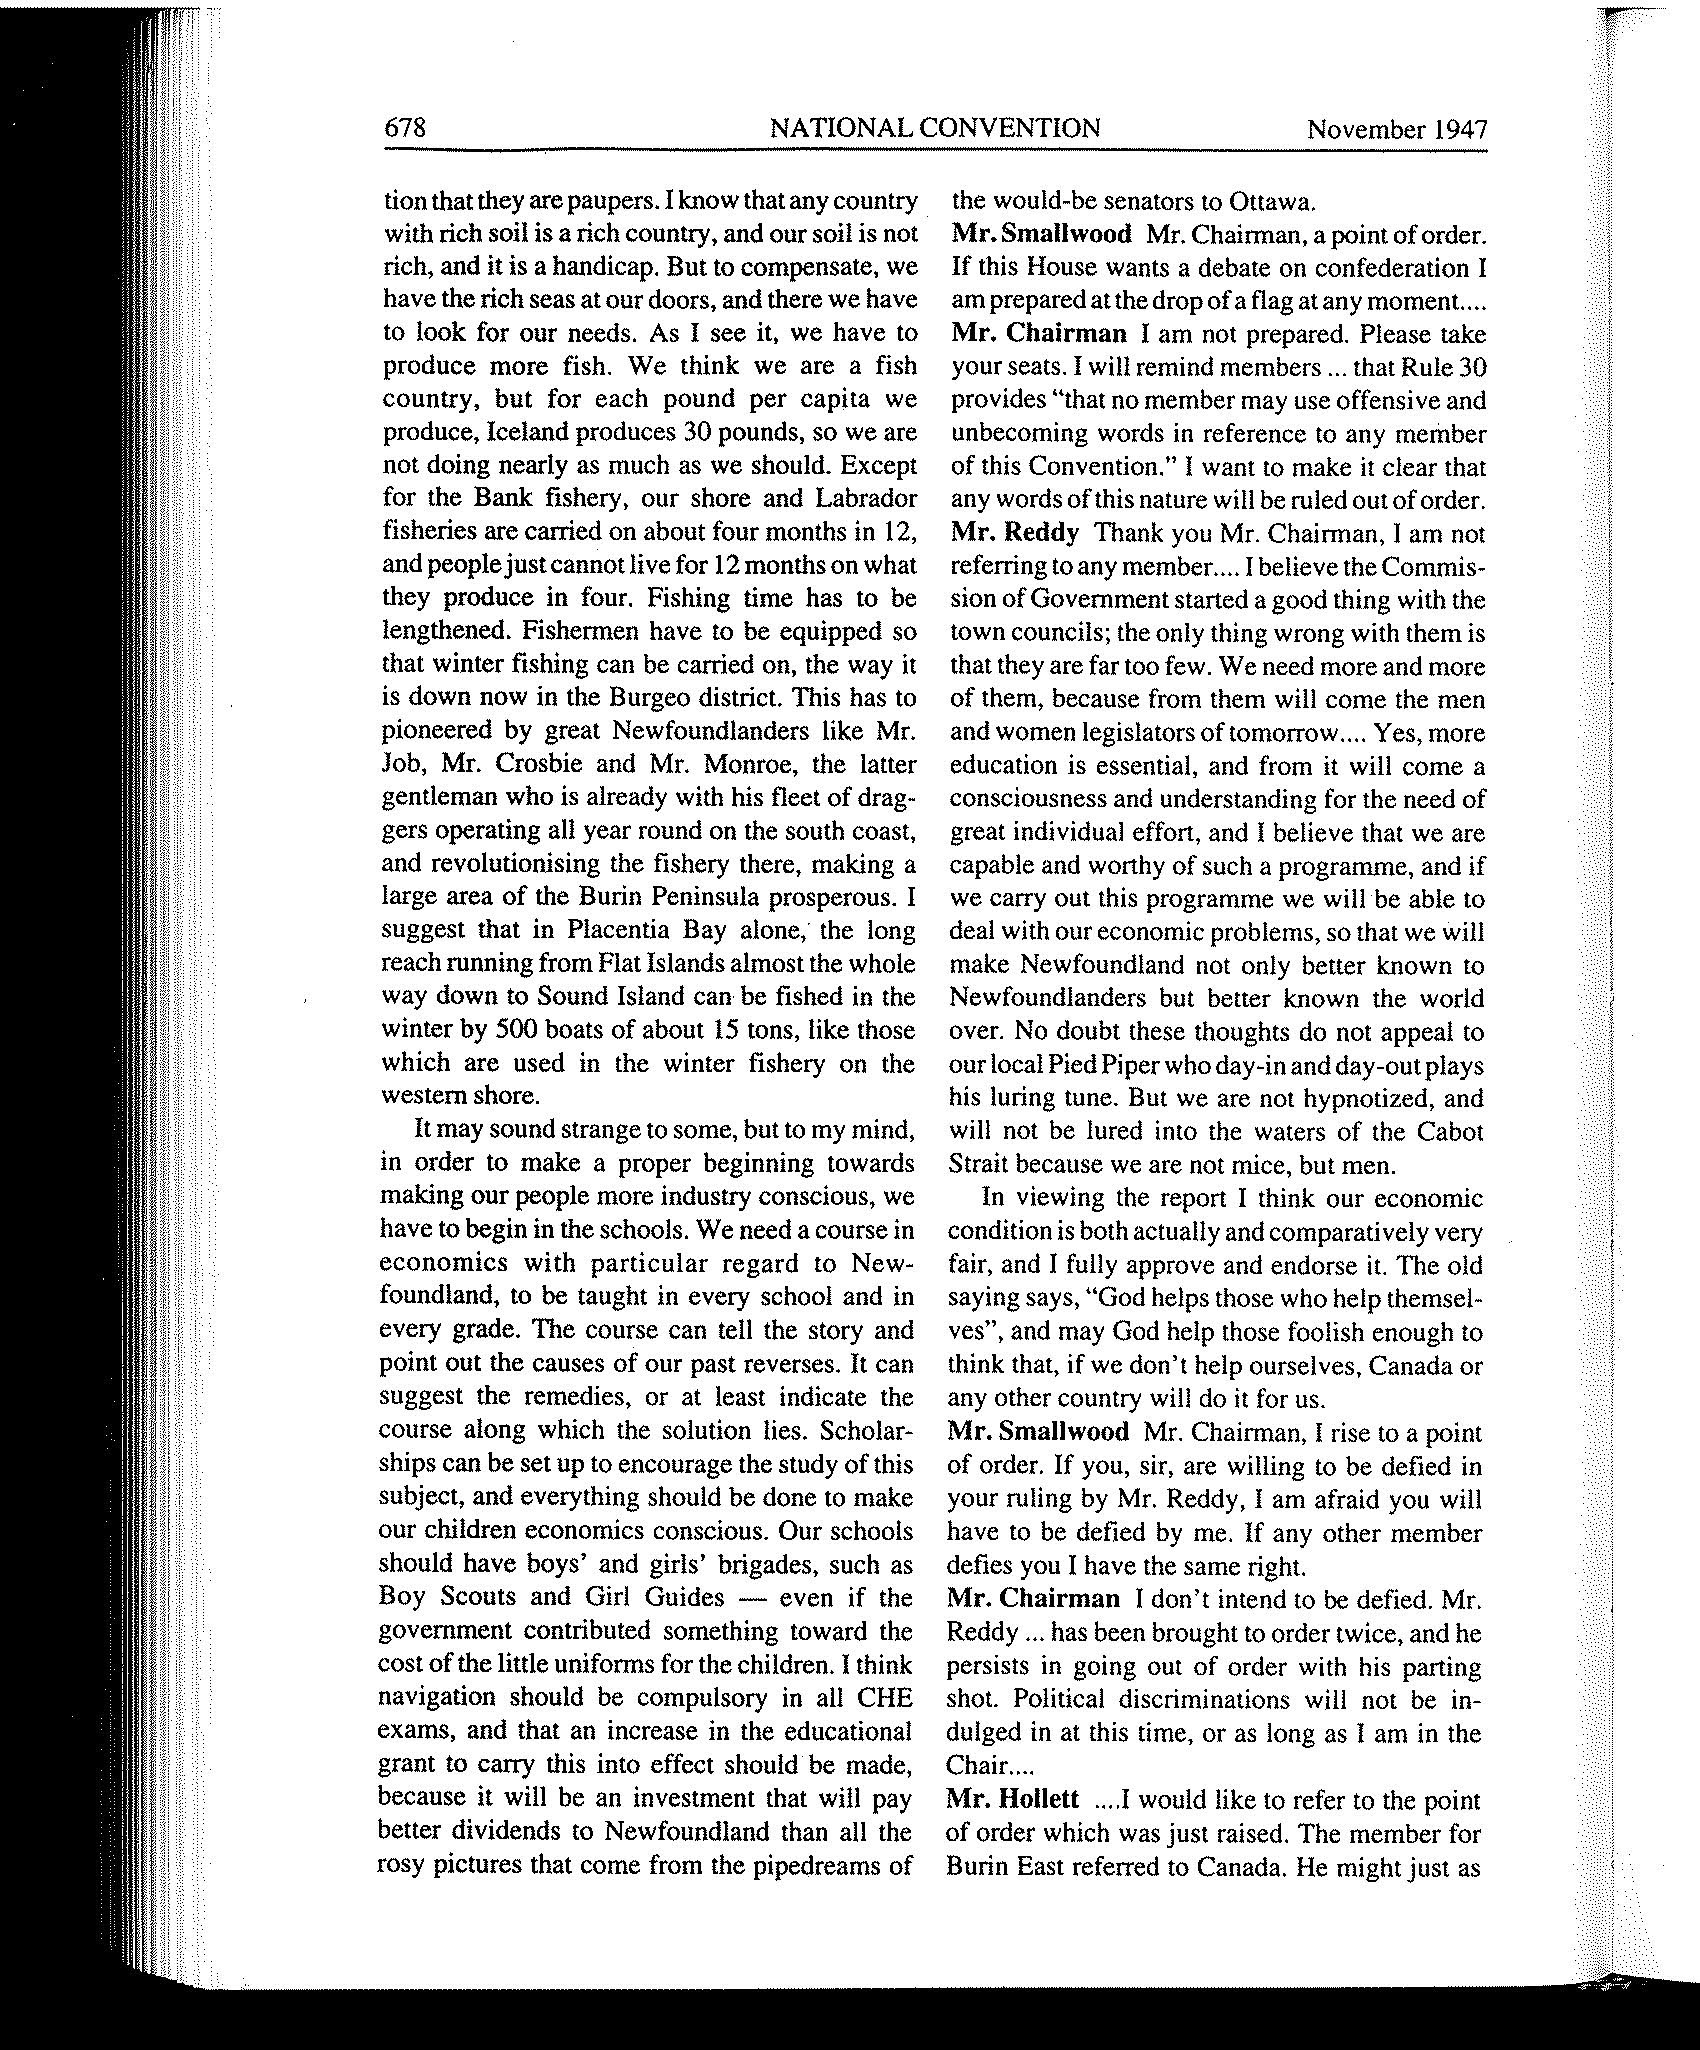 678 NATIONAL CONVENTION November 1947
tion that they are paupers. I know that any country
with rich soil is a rich country, and our soil is not
rich, and it is a handicap. But to compensate, we
have the rich seas at our doors, and there we have
to look for our needs. As I see it, we have to
produce more fish. We think we are a fish
country, but for each pound per capita we
produce, Iceland produces 30 pounds, so we are
not doing nearly as much as we should. Except
for the Bank fishery, our shore and Labrador
fisheries are carried on about four months in 12,
and people just cannot live for 12 months on what
they produce in four. Fishing time has to be
lengthened. Fishermen have to be equipped so
that winter fishing can be carried on, the way it
is down now in the Burgeo district. This has to
pioneered by great Newfoundlanders like Mr.
Job, Mr. Crosbie and Mr. Monroe, the latter
gentleman who is already with his fleet of drag-
gers operating all year round on the south coast,
and revolutionising the fishery there, making a
large area of the Burin Peninsula prosperous. I
suggest that in Placentia Bay alone, the long
reach running from Flat Islands almost the whole
way down to Sound Island can be fished in the
winter by 500 boats of about 15 tons, like those
which are used in the winter fishery on the
western shore.
It may sound strange to some, but to my mind,
in order to make a proper beginning towards
making our people more industry conscious, we
have to begin in the schools. We need a course in
economics with particular regard to New-
foundland, to be taught in every school and in
every grade. The course can tell the story and
point out the causes of our past reverses. It can
suggest the remedies, or at least indicate the
course along which the solution lies. Scholar-
ships can be set up to encourage the study of this
subject, and everything should be done to make
our children economics conscious. Our schools
should have boys' and girls' brigades, such as
Boy Scouts and Girl Guides — even if the
government contributed something toward the
cost of the little uniforms for the children. I think
navigation should be compulsory in all CHE
exams, and that an increase in the educational
grant to carry this into effect should be made,
because it will be an investment that will pay
better dividends to Newfoundland than all the
rosy pictures that come from the pipedreams of
the would-be senators to Ottawa.
Mr. Smallwood Mr. Chairman, a point of order.
If this House wants a debate on confederation I
am prepared at the drop of a flag at any moment....
Mr. Chairman I am not prepared. Please take
your seats. I will remind members ... that Rule 30
provides "that no member may use offensive and
unbecoming words in reference to any member
of this Convention." I want to make it clear that
any words of this nature will be ruled out of order.
Mr. Reddy Thank you Mr. Chairman, I am not
referring to any member.... I believe the Commis-
sion of Government started a good thing with the
town councils; the only thing wrong with them is
that they are far too few. We need more and more
of them, because from them will come the men
and women legislators of tomorrow.... Yes, more
education is essential, and from it will come a
consciousness and understanding for the need of
great individual effort, and I believe that we are
capable and worthy of such a programme, and if
we carry out this programme we will be able to
deal with our economic problems, so that we will
make Newfoundland not only better known to
Newfoundlanders but better known the world
over. No doubt these thoughts do not appeal to
our local Pied Piper who day-in and day-out plays
his luring tune. But we are not hypnotized, and
will not be lured into the waters of the Cabot
Strait because we are not mice, but men.
In viewing the report I think our economic
condition is both actually and comparatively very
fair, and I fully approve and endorse it. The old
saying says, "God helps those who help themsel-
ves", and may God help those foolish enough to
think that, if we don't help ourselves, Canada or
any other country will do it for us.
Mr. Smallwood Mr. Chairman, I rise to a point
of order. If you, sir, are willing to be defied in
your ruling by Mr. Reddy, I am afraid you will
have to be defied by me. If any other member
defies you I have the same right.
Mr. Chairman I don't intend to be defied. Mr.
Reddy ... has been brought to order twice, and he
persists in going out of order with his parting
shot. Political discriminations will not be in-
dulged in at this time, or as long as I am in the
Chair....
Mr. Hollett ....I would like to refer to the point
of order which was just raised. The member for
Burin East referred to Canada. He might just as